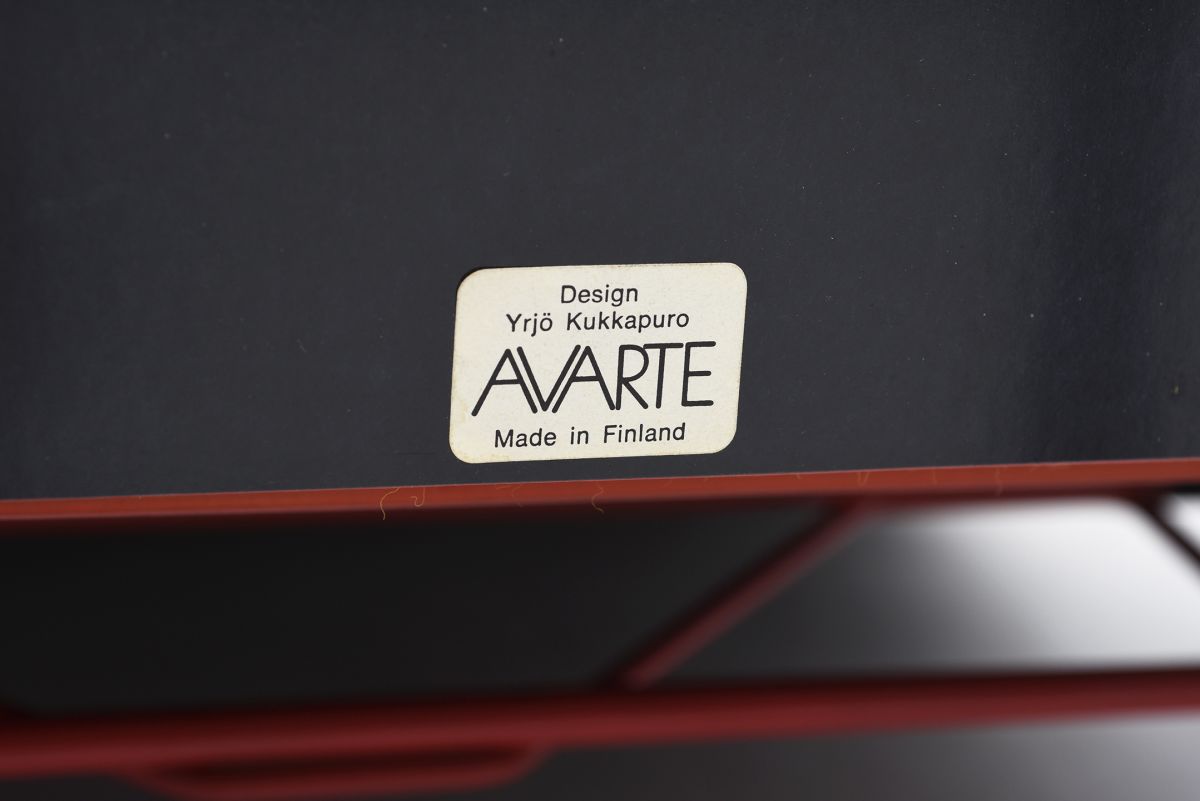 Design
Yrjö Kukkapuro
AVARTE
Made in Finland